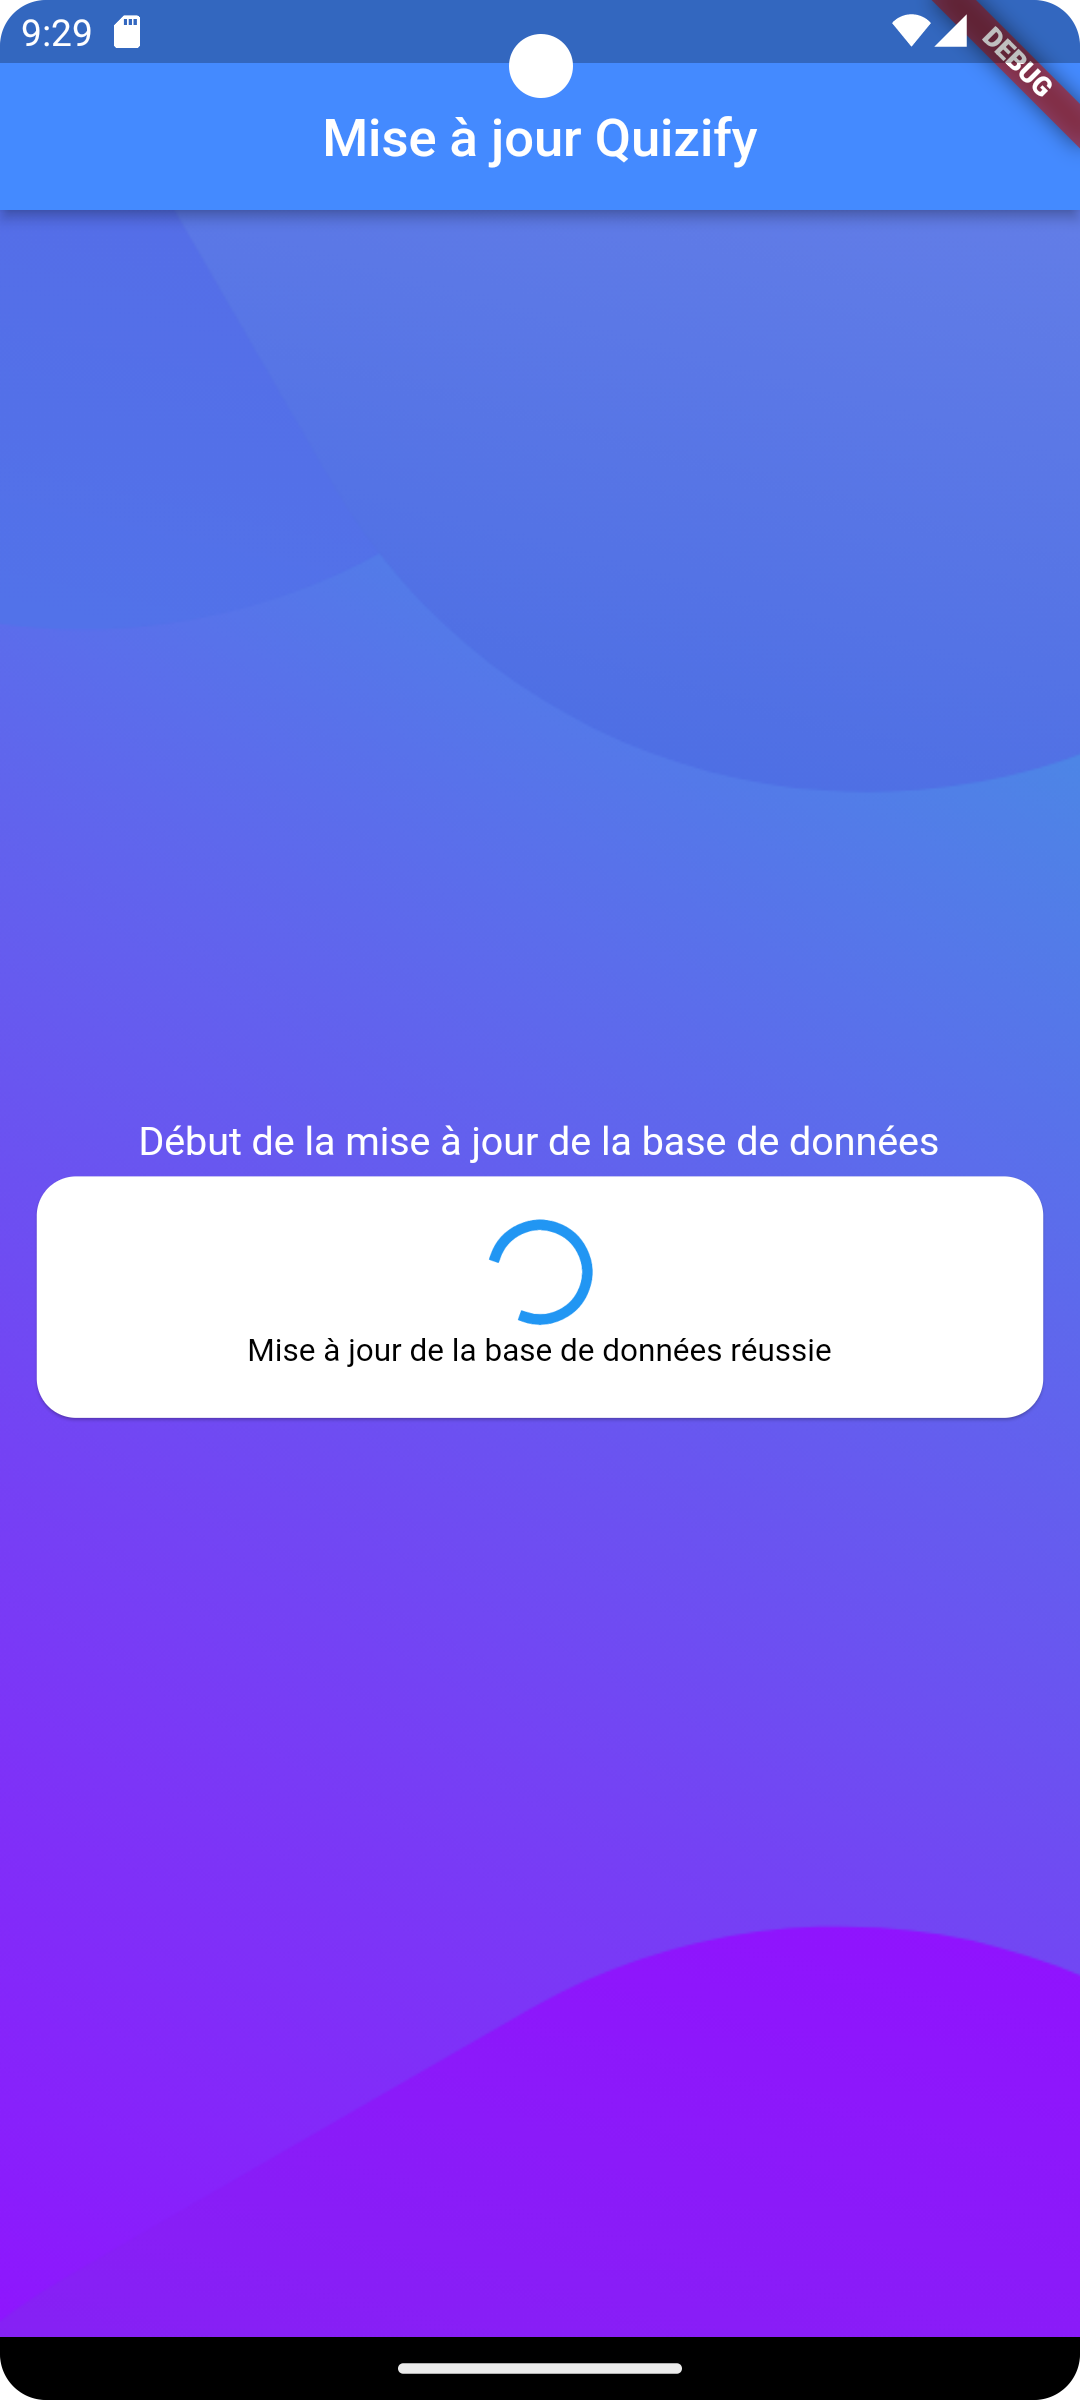 9:29
DEBUG
Mise à jour Quizify
Début de la mise à jour de la base de données
Mise à jour de la base de données réussie